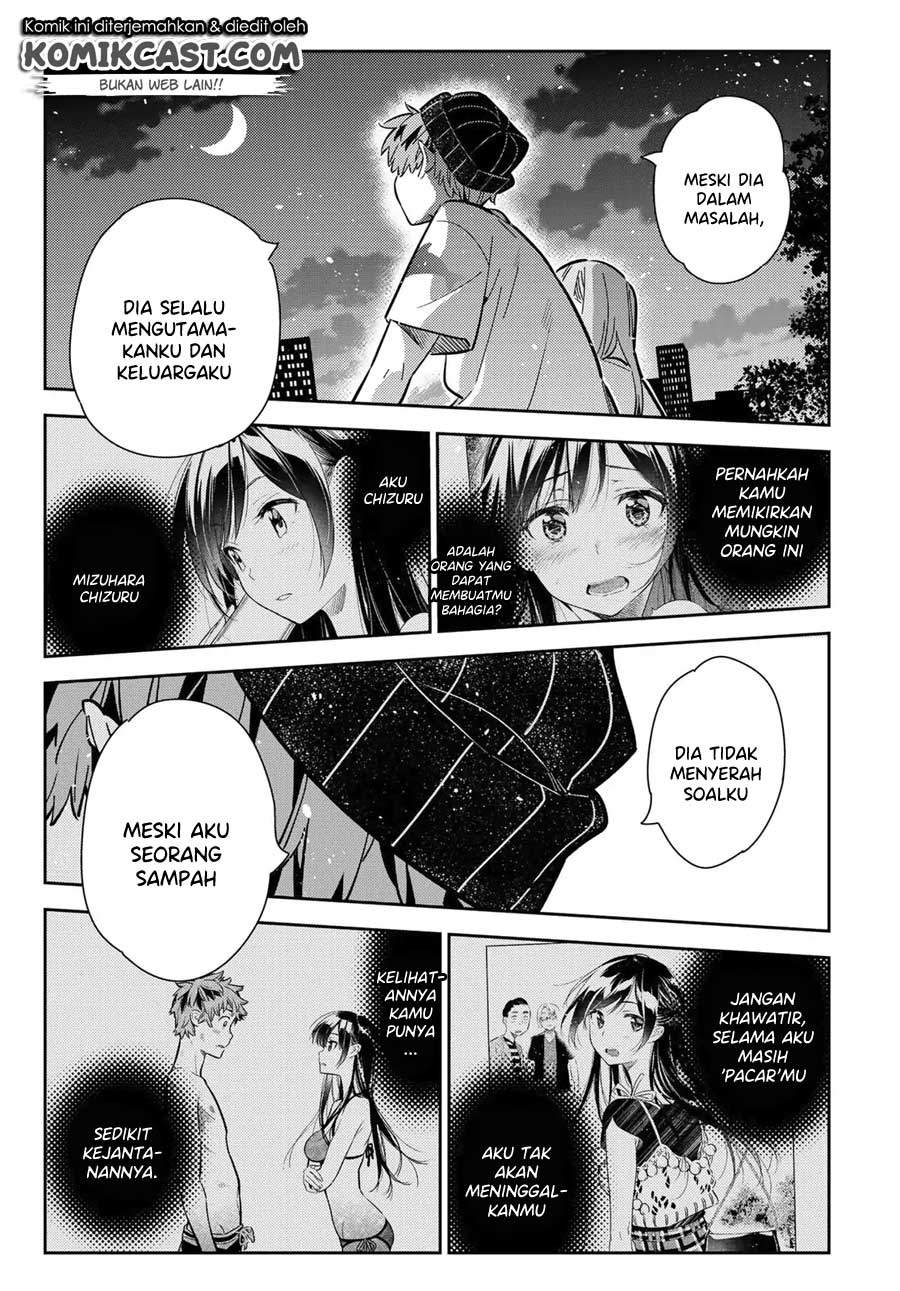 Komik ini diterjemahkan & diedit oleh
KOMIKCAST.COM
BUKAN WEB LAIN!!
MESKI DIA
DALAM
MASALAH,
DIA SELALU
MENGUTAMA-
KANKU DAN
KELUARGAKU
PERNAHKAH
KAMU
MEMIKIRKAN
MUNGKIN
ORANG INI
ADALAH
ORANG YANG
DAPAT
MEMBUATMU
BAHAGIA?
AKU
CHIZURU
MIZUHARA
CHIZURU
DIA TIDAK
MENYERAH
SOALKU
MESKI AKU
SEORANG
SAMPAH
JANGAN
KHAWATIR,
SELAMA AKU
MASIH
'PACAR'MU
AKU TAK
AKAN
MENINGGAL-
KANMU
KELIHAT-
ANNYA
KAMU
PUNYA
...
SEDIKIT
KEJANTA-
NANNYA.